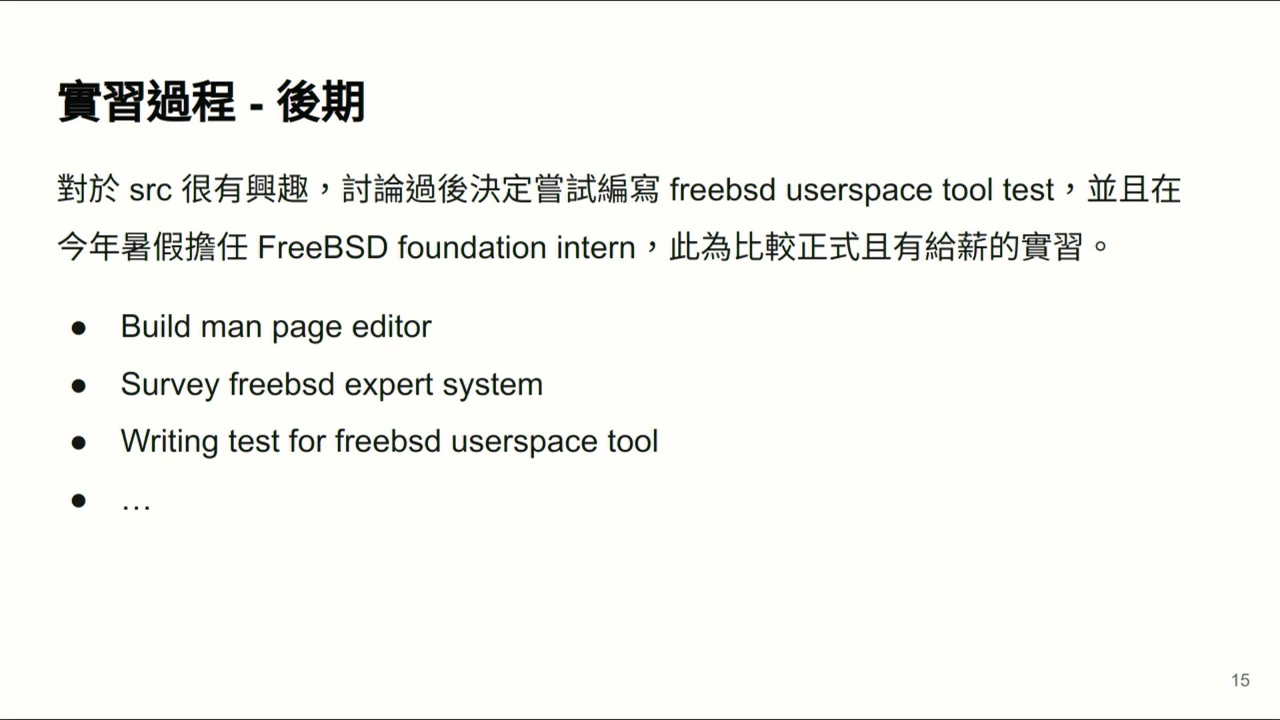 實習過程 - 後期
對於 src 很有興趣，討論過後決定嘗試編寫 freebsd userspace tool test，並且在
今年暑假擔任 FreeBSD foundation intern，此為比較正式且有給薪的實習。
● Build man page editor
● Survey freebsd expert system
● Writing test for freebsd userspace tool
● …
15